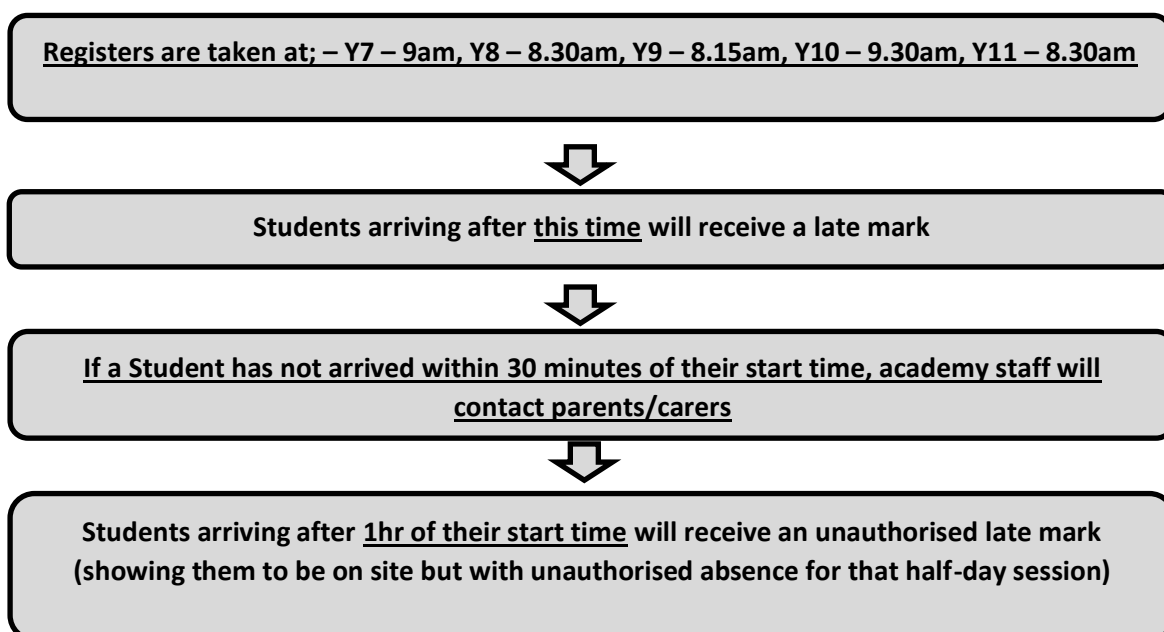 Registers are taken at; – Y7 – 9am, Y8 – 8.30am, Y9 – 8.15am, Y10 – 9.30am, Y11 – 8.30am
Students arriving after this time will receive a late mark
If a Student has not arrived within 30 minutes of their start time, academy staff will
contact parents/carers
Students arriving after 1hr of their start time will receive an unauthorised late mark
(showing them to be on site but with unauthorised absence for that half-day session)